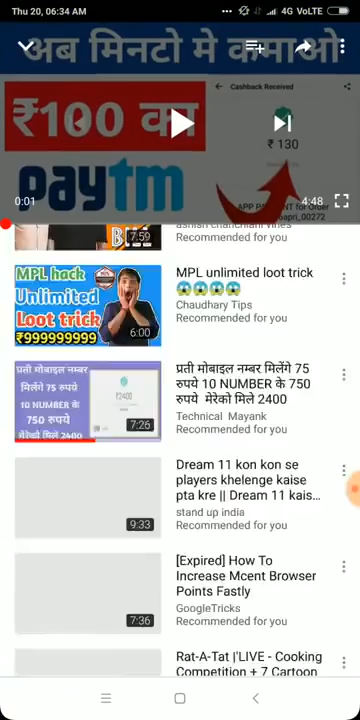 Thu 20, 06:34 AM
4G VoLTE
अब मिनटो मे कमाओ
Cashback Received
₹100 का
₹ 130
paytm
0:01
4:48
7:59
Recommended for you
MPL hack
Unlimited
Loot trick
₹999999999
6:00
MPL unlimited loot trick
😱😱😱😱
Chaudhary Tips
Recommended for you
प्रती मोबाइल नम्बर
मिलेंगे 75 रुपये
10 NUMBER के
750 रुपये
मेरेको मिले 2400
₹2400
7:26
प्रती मोबाइल नम्बर मिलेंगे 75
रुपये 10 NUMBER के 750
रुपये मेरेको मिले 2400
Technical Mayank
Recommended for you
9:33
Dream 11 kon kon se
players khelenge kaise
pta kre || Dream 11 kais...
stand up india
Recommended for you
7:36
[Expired] How To
Increase Mcent Browser
Points Fastly
GoogleTricks
Recommended for you
Rat-A-Tat |'LIVE - Cooking
Competition + 7 Cartoon